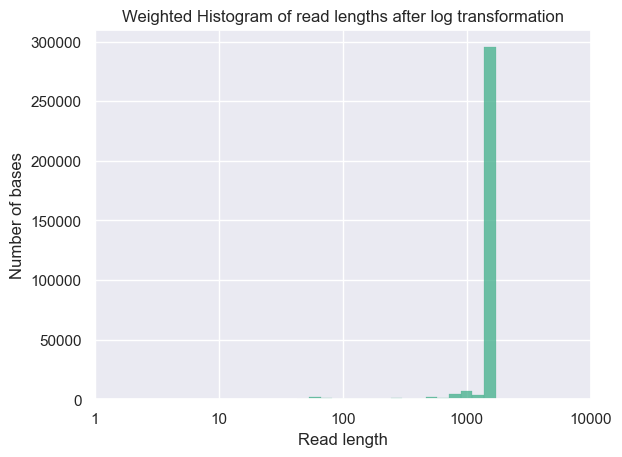 Weighted Histogram of read lengths after log transformation
300000
250000
200000
150000
100000
50000
0
Number of bases
1 10 100 1000 10000
Read length